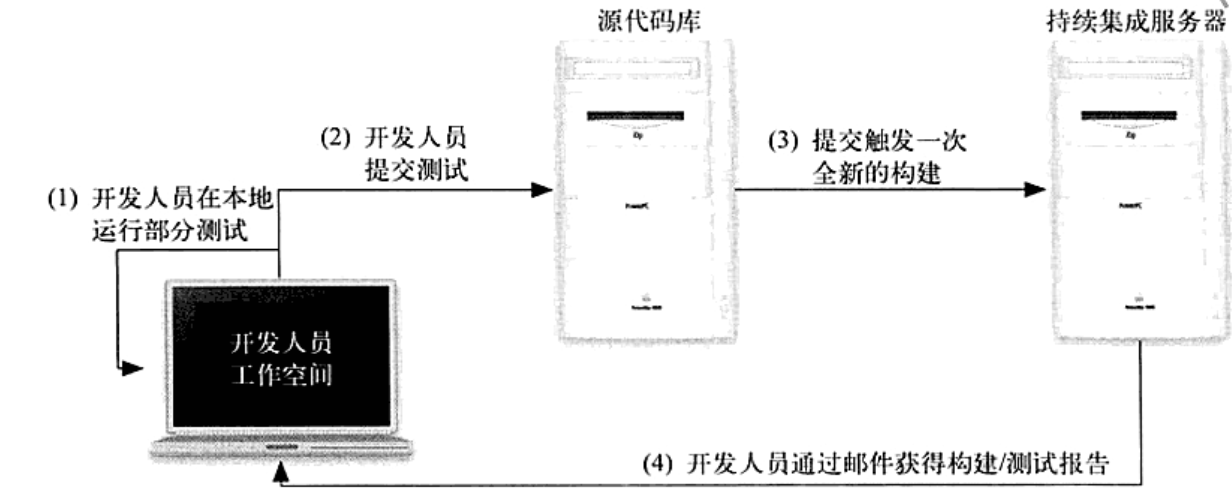 源代码库
持续集成服务器
(2) 开发人员
提交测试
(3) 提交触发一次
全新的构建
(1) 开发人员在本地
运行部分测试
开发人员
工作空间
(4) 开发人员通过邮件获得构建/测试报告